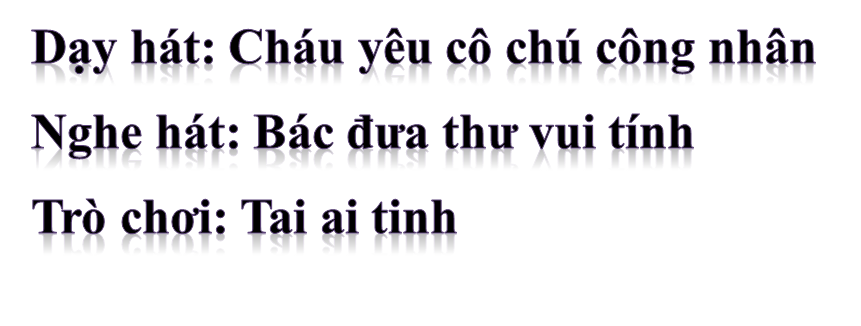 Dạy hát: Cháu yêu cô chú công nhân
Nghe hát: Bác đưa thư vui tính
Trò chơi: Tai ai tinh